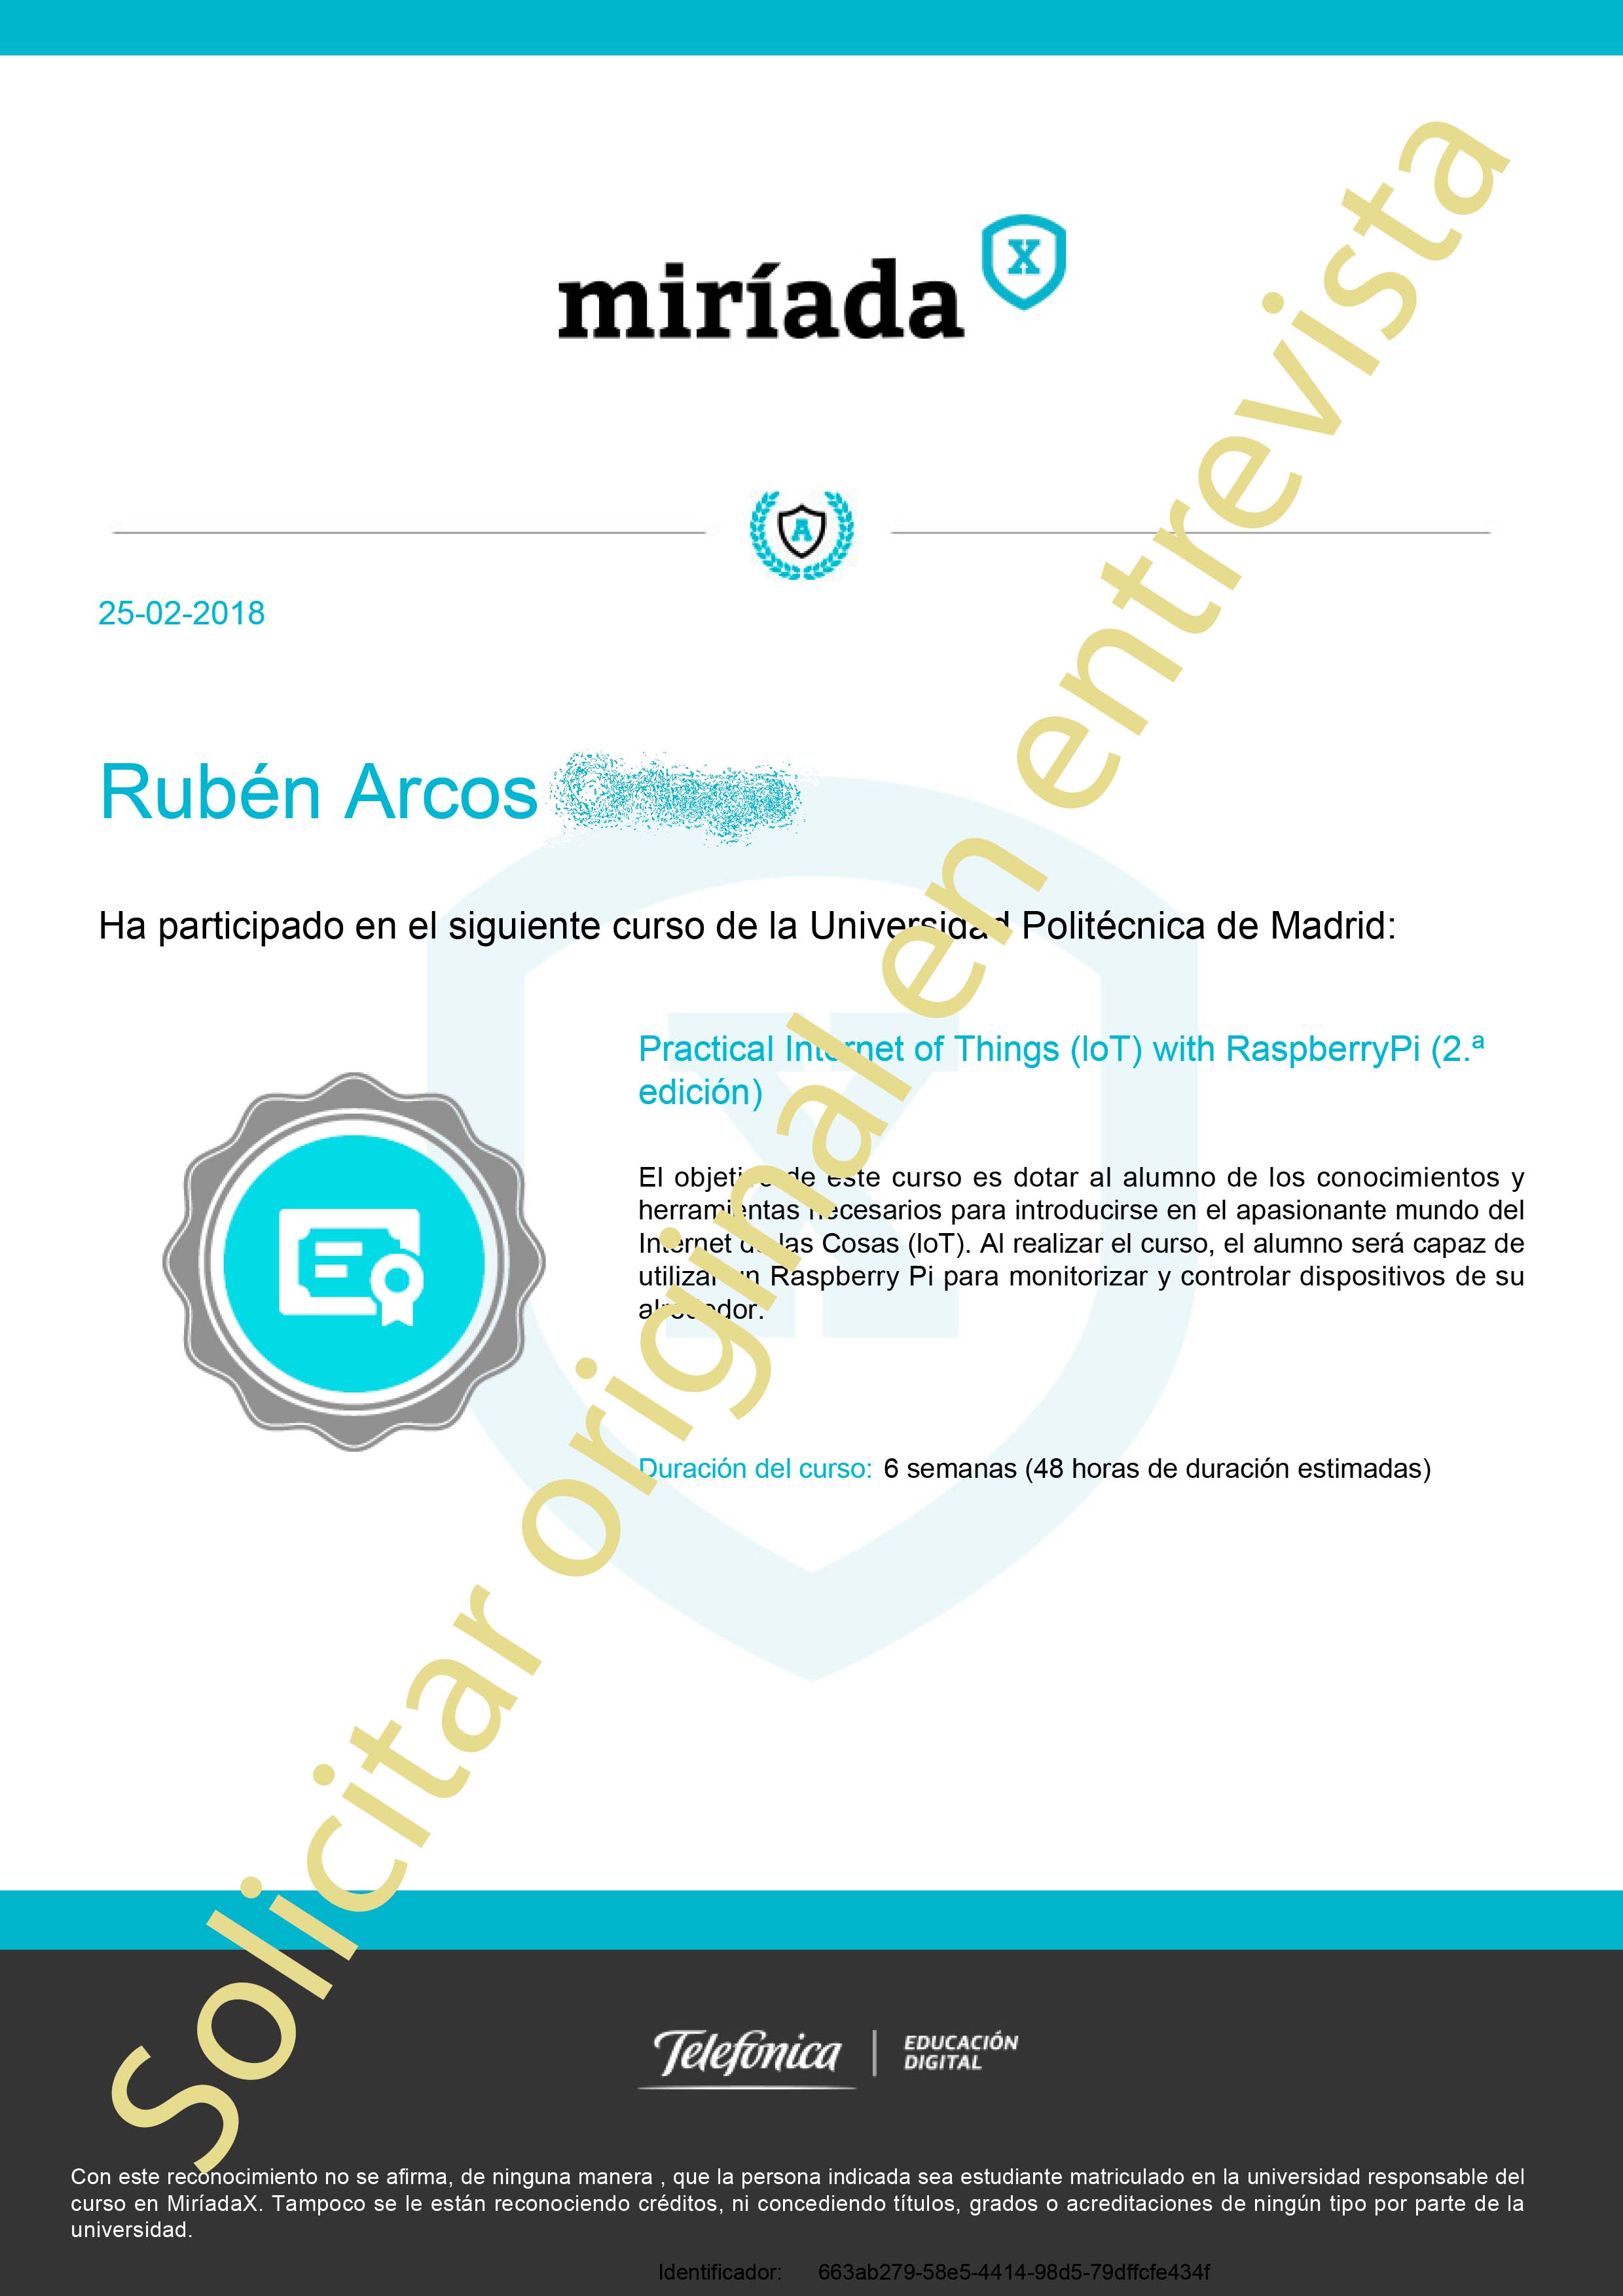 miríada X
A
25-02-2018
Rubén Arcos
Ha participado en el siguiente curso de la Universidad Politécnica de Madrid:
Practical Internet of Things (IoT) with RaspberryPi (2.ª
edición)
El objetivo de este curso es dotar al alumno de los conocimientos y
herramientas necesarios para introducirse en el apasionante mundo del
Internet de las Cosas (IoT). Al realizar el curso, el alumno será capaz de
utilizar un Raspberry Pi para monitorizar y controlar dispositivos de su
alrededor.
Duración del curso: 6 semanas (48 horas de duración estimadas)
Solicitar original en entrevista
Telefónica | EDUCACIÓN
DIGITAL
Con este reconocimiento no se afirma, de ninguna manera , que la persona indicada sea estudiante matriculado en la universidad responsable del
curso en MiríadaX. Tampoco se le están reconociendo créditos, ni concediendo títulos, grados o acreditaciones de ningún tipo por parte de la
universidad.
Identificador: 663ab279-58e5-4414-98d5-79dffcfe434f